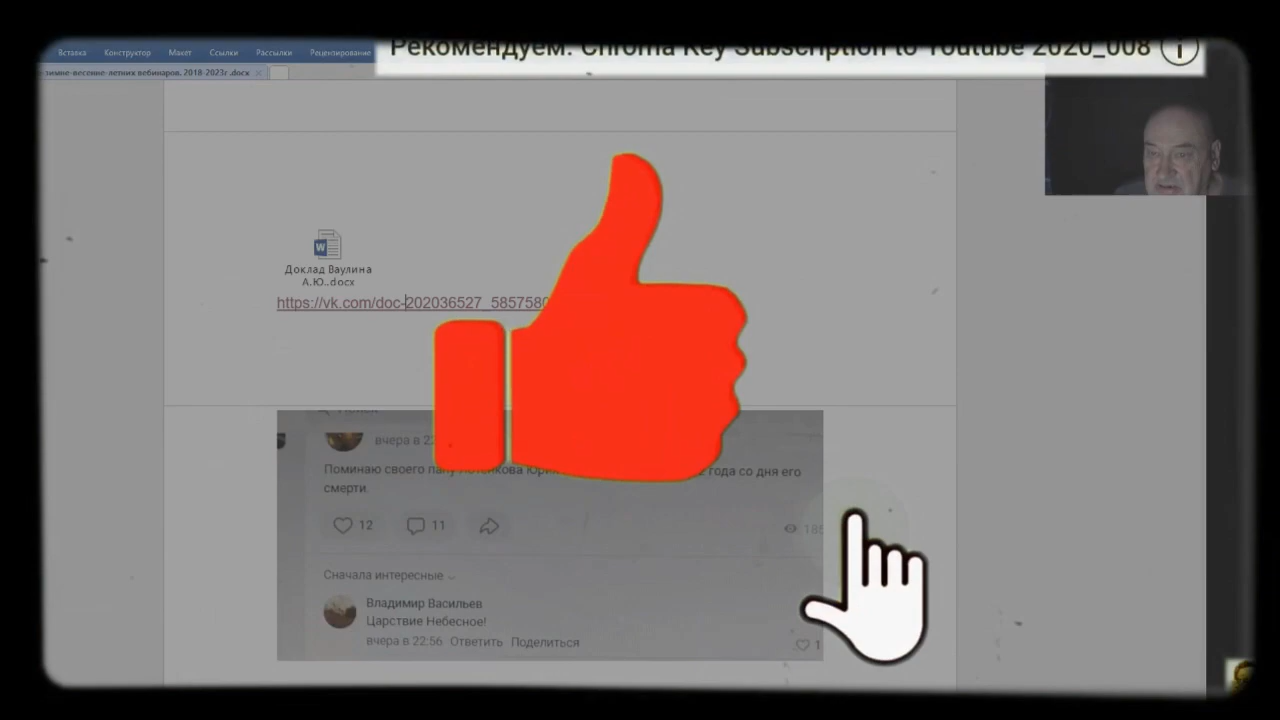 Рекомендуем: Chroma Key Subscription to Youtube 2020_008
Вставка Конструктор Макет Ссылки Рассылки Рецензирование
зимне-весенне-летних вебинаров, 2018-2023г .docx
Доклад Ваулина
А.Ю..docx
https://vk.com/doc-202036527_585758
вчера в 22
Поминаю своего папу года со дня его
смерти.
12 11
Сначала интересные
Владимир Васильев
Царствие Небесное!
вчера в 22:56 Ответить Поделиться 1